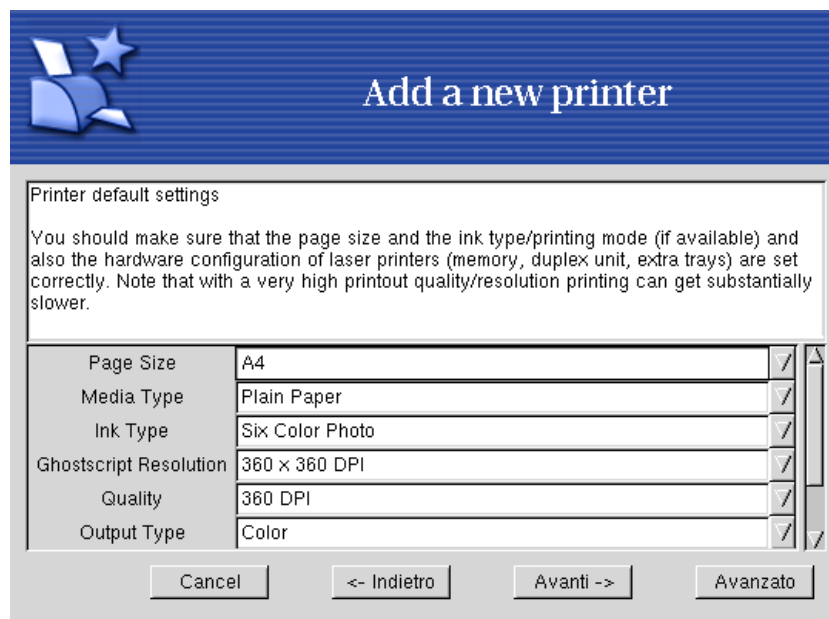 Add a new printer
Printer default settings
You should make sure that the page size and the ink type/printing mode (if available) and
also the hardware configuration of laser printers (memory, duplex unit, extra trays) are set
correctly. Note that with a very high printout quality/resolution printing can get substantially
slower.
Page Size A4
Media Type Plain Paper
Ink Type Six Color Photo
Ghostscript Resolution 360 x 360 DPI
Quality 360 DPI
Output Type Color
Cancel <- Indietro Avanti -> Avanzato